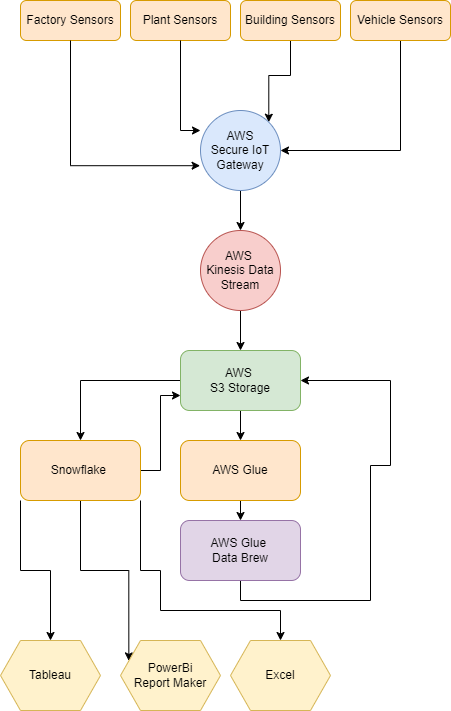 Factory Sensors
Plant Sensors
Building Sensors
Vehicle Sensors
AWS
Secure IoT
Gateway
AWS
Kinesis Data
Stream
AWS
S3 Storage
Snowflake
AWS Glue
AWS Glue
Data Brew
Tableau
PowerBi
Report Maker
Excel